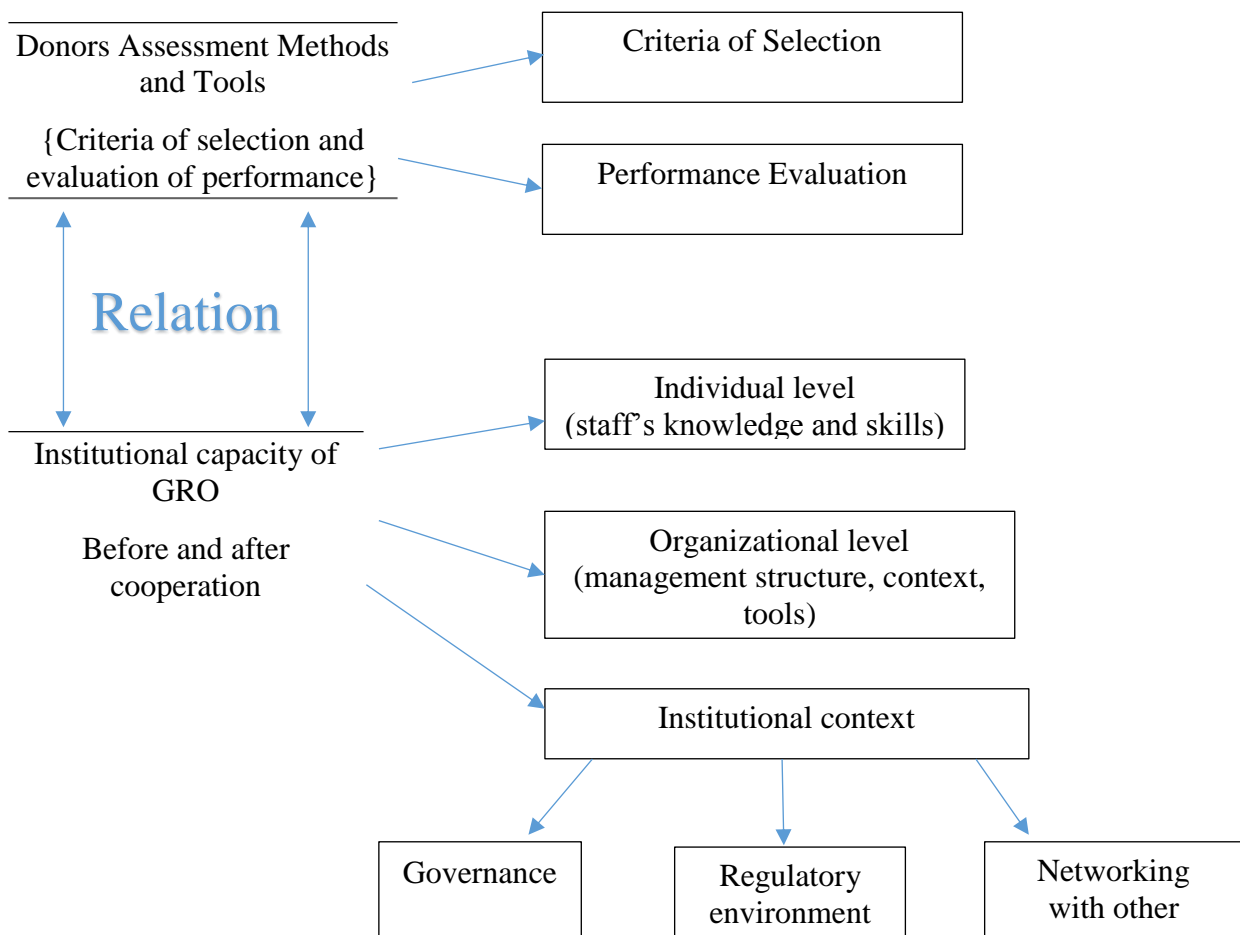 Donors Assessment Methods
and Tools
{Criteria of selection and
evaluation of performance}
Criteria of Selection
Performance Evaluation
Relation
Institutional capacity of
GRO
Before and after
cooperation
Individual level
(staff’s knowledge and skills)
Organizational level
(management structure, context,
tools)
Institutional context
Governance
Regulatory
environment
Networking
with other